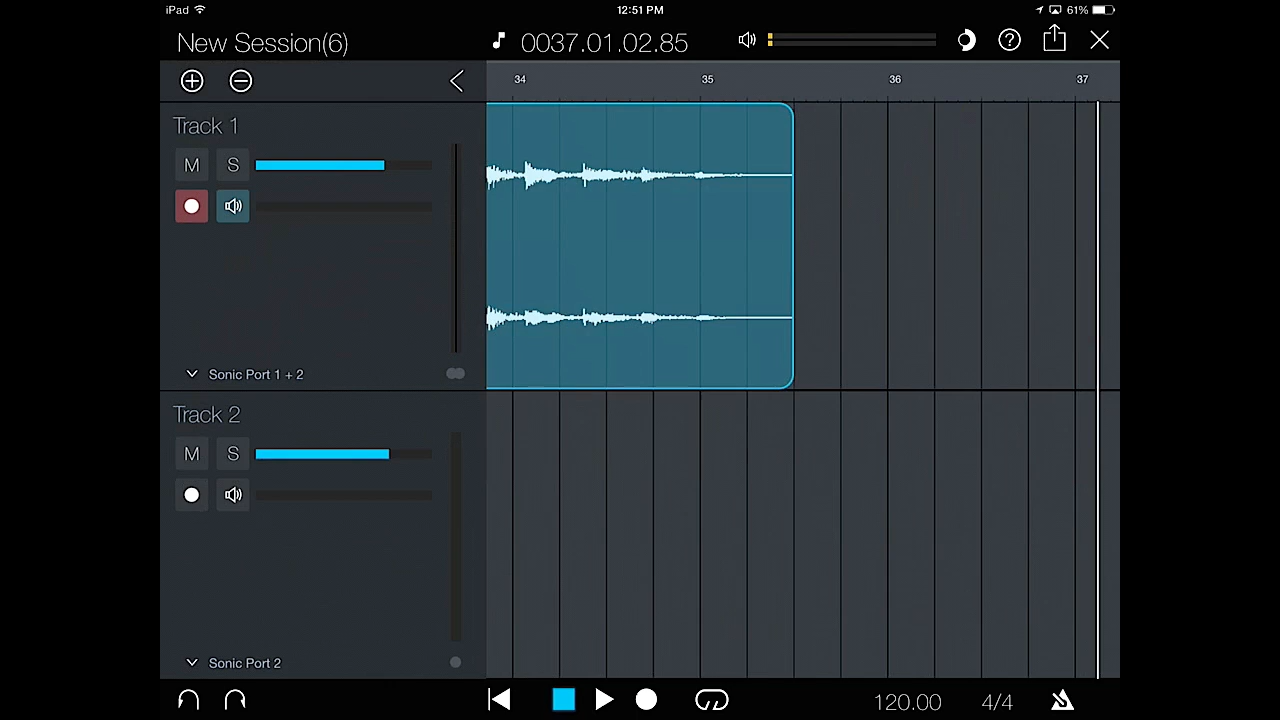 iPad 12:51 PM 61%
New Session(6) 0037.01.02.85
34 35 36 37
Track 1
M S
Sonic Port 1 + 2
Track 2
M S
Sonic Port 2
120.00 4/4